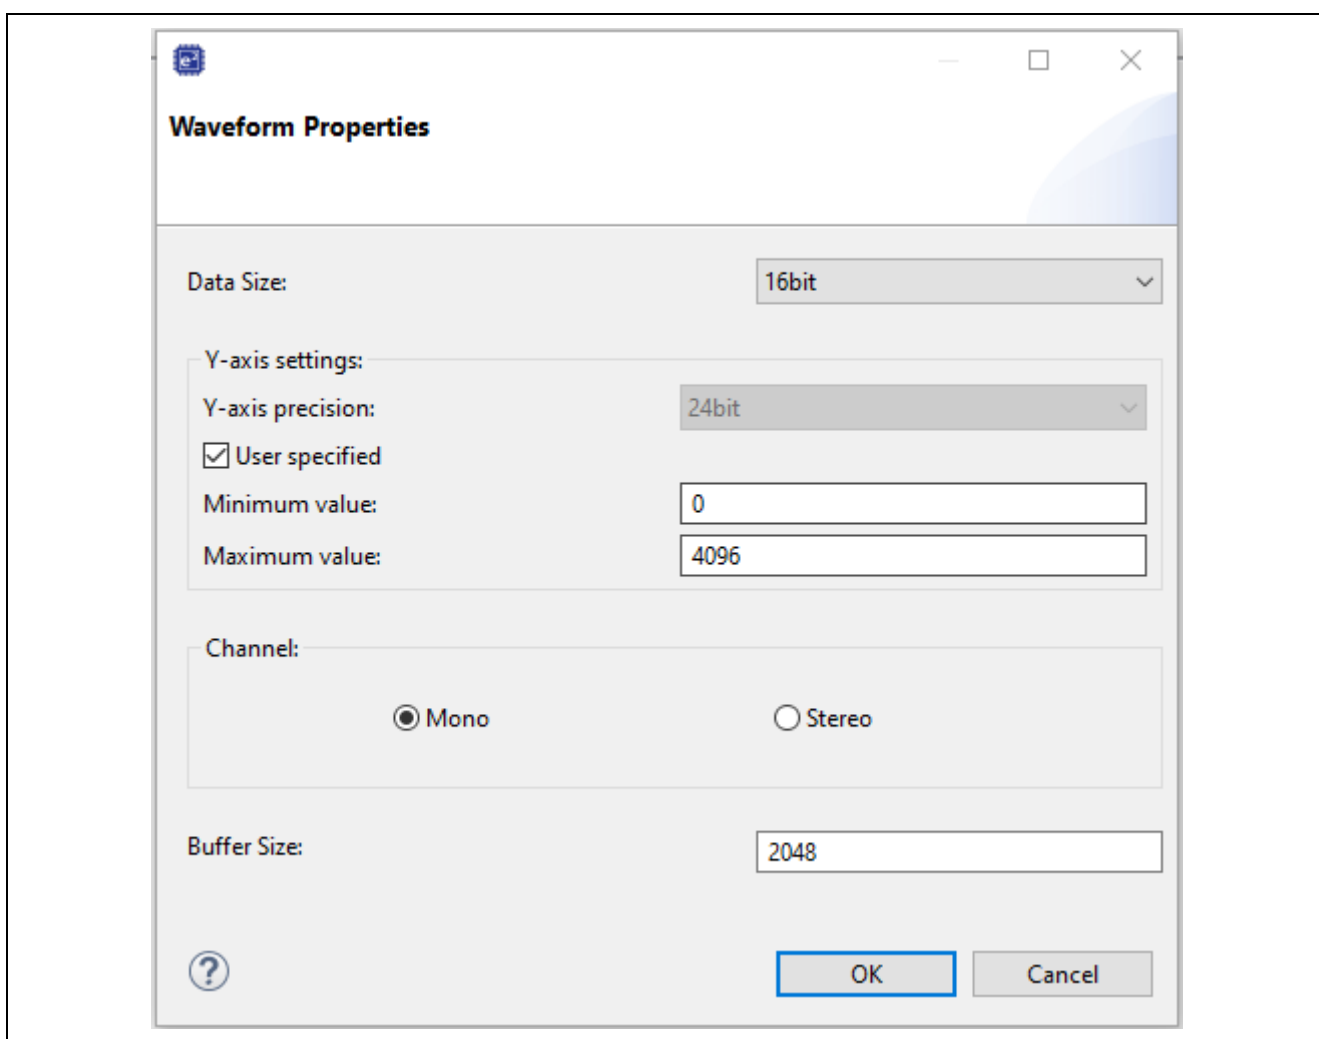 Waveform Properties
Data Size: 16bit
Y-axis settings:
Y-axis precision: 24bit
User specified
Minimum value: 0
Maximum value: 4096
Channel:
Mono Stereo
Buffer Size: 2048
? OK Cancel